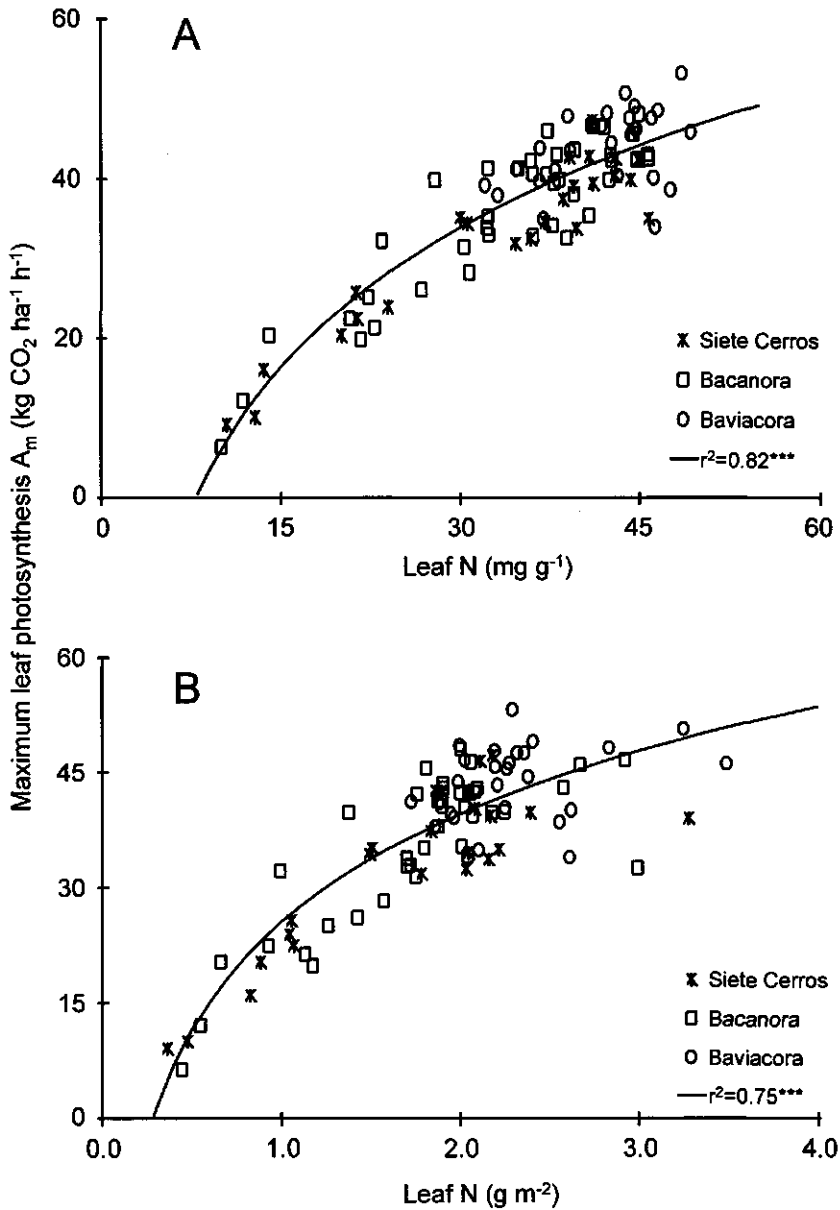 Maximum leaf photosynthesis Aₘ (kg CO₂ ha⁻¹ h⁻¹)
A
60
40
20
0
0
15
30
45
60
Leaf N (mg g⁻¹)
Siete Cerros
Bacanora
Baviacora
r²=0.82***
B
60
45
30
15
0
0.0
1.0
2.0
3.0
4.0
Leaf N (g m⁻²)
Siete Cerros
Bacanora
Baviacora
r²=0.75***